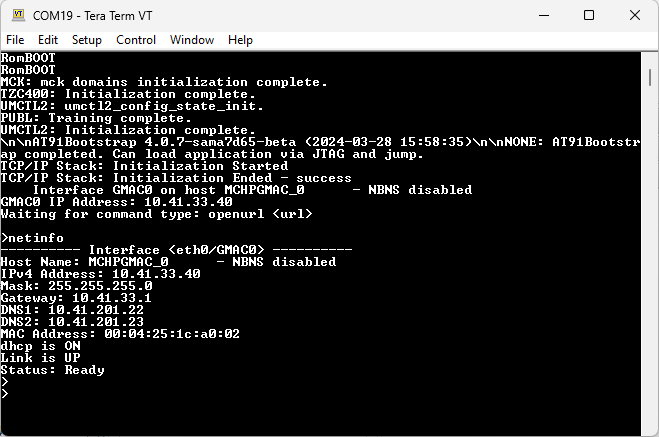 COM19 - Tera Term VT
File Edit Setup Control Window Help
RomBOOT
RomBOOT
MCK: mck domains initialization complete.
TZC400: Initialization complete.
UMCTL2: umctl2_config_state_init.
PUBL: Training complete.
UMCTL2: Initialization complete.
\n\nAT91Bootstrap 4.0.7-sama7d65-beta (2024-03-28 15:58:35)\n\nNONE: AT91Bootstr
ap completed. Can load application via JTAG and jump.
TCP/IP Stack: Initialization Started
TCP/IP Stack: Initialization Ended - success
    Interface GMAC0 on host MCHPGMAC_0      - NBNS disabled
GMAC0 IP Address: 10.41.33.40
Waiting for command type: openurl <url>
>netinfo
---------- Interface <eth0/GMAC0> ----------
Host Name: MCHPGMAC_0      - NBNS disabled
IPv4 Address: 10.41.33.40
Mask: 255.255.255.0
Gateway: 10.41.33.1
DNS1: 10.41.201.22
DNS2: 10.41.201.23
MAC Address: 00:04:25:1c:a0:02
dhcp is ON
Link is UP
Status: Ready
>
>